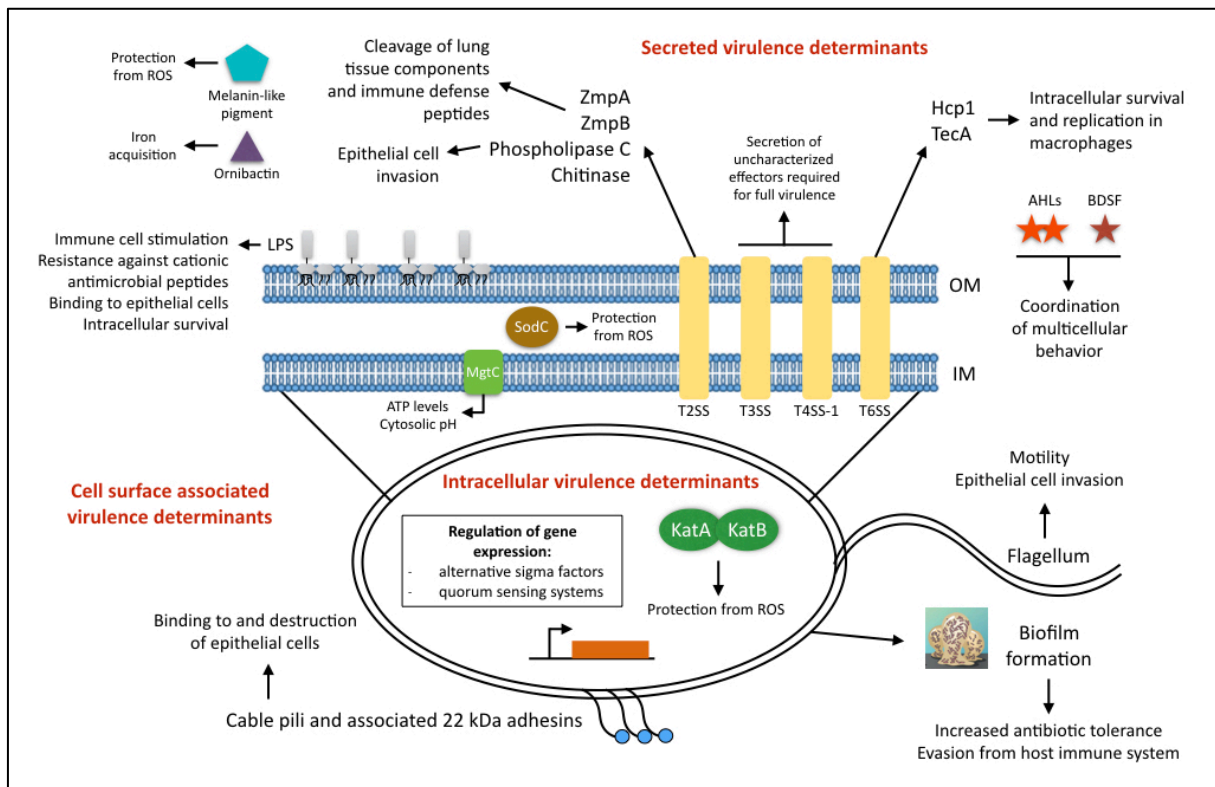 Secreted virulence determinants
Protection
from ROS
Melanin-like
pigment
Iron
acquisition
Ornibactin
Cleavage of lung
tissue components
and immune defense
peptides
Epithelial cell
invasion
ZmpA
ZmpB
Phospholipase C
Chitinase
Secretion of
uncharacterized
effectors required
for full virulence
Hcp1
TecA
Intracellular survival
and replication in
macrophages
AHLs
BDSF
Coordination
of multicellular
behavior
Immune cell stimulation
Resistance against cationic
antimicrobial peptides
Binding to epithelial cells
Intracellular survival
LPS
OM
SodC
Protection
from ROS
IM
MgtC
ATP levels
Cytosolic pH
T2SS
T3SS
T4SS-1
T6SS
Cell surface associated
virulence determinants
Intracellular virulence determinants
Regulation of gene
expression:
- alternative sigma factors
- quorum sensing systems
KatA
KatB
Protection from ROS
Motility
Epithelial cell invasion
Flagellum
Biofilm
formation
Increased antibiotic tolerance
Evasion from host immune system
Binding to and destruction
of epithelial cells
Cable pili and associated 22 kDa adhesins